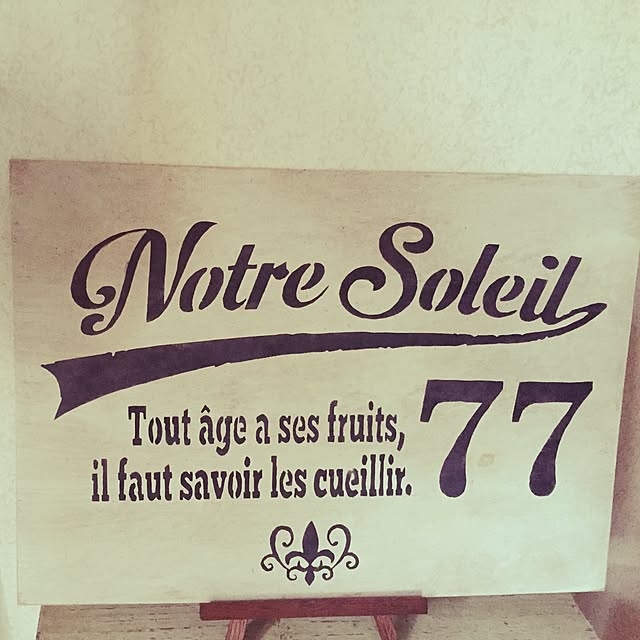 Notre Soleil
77
Tout âge a ses fruits,
il faut savoir les cueillir.